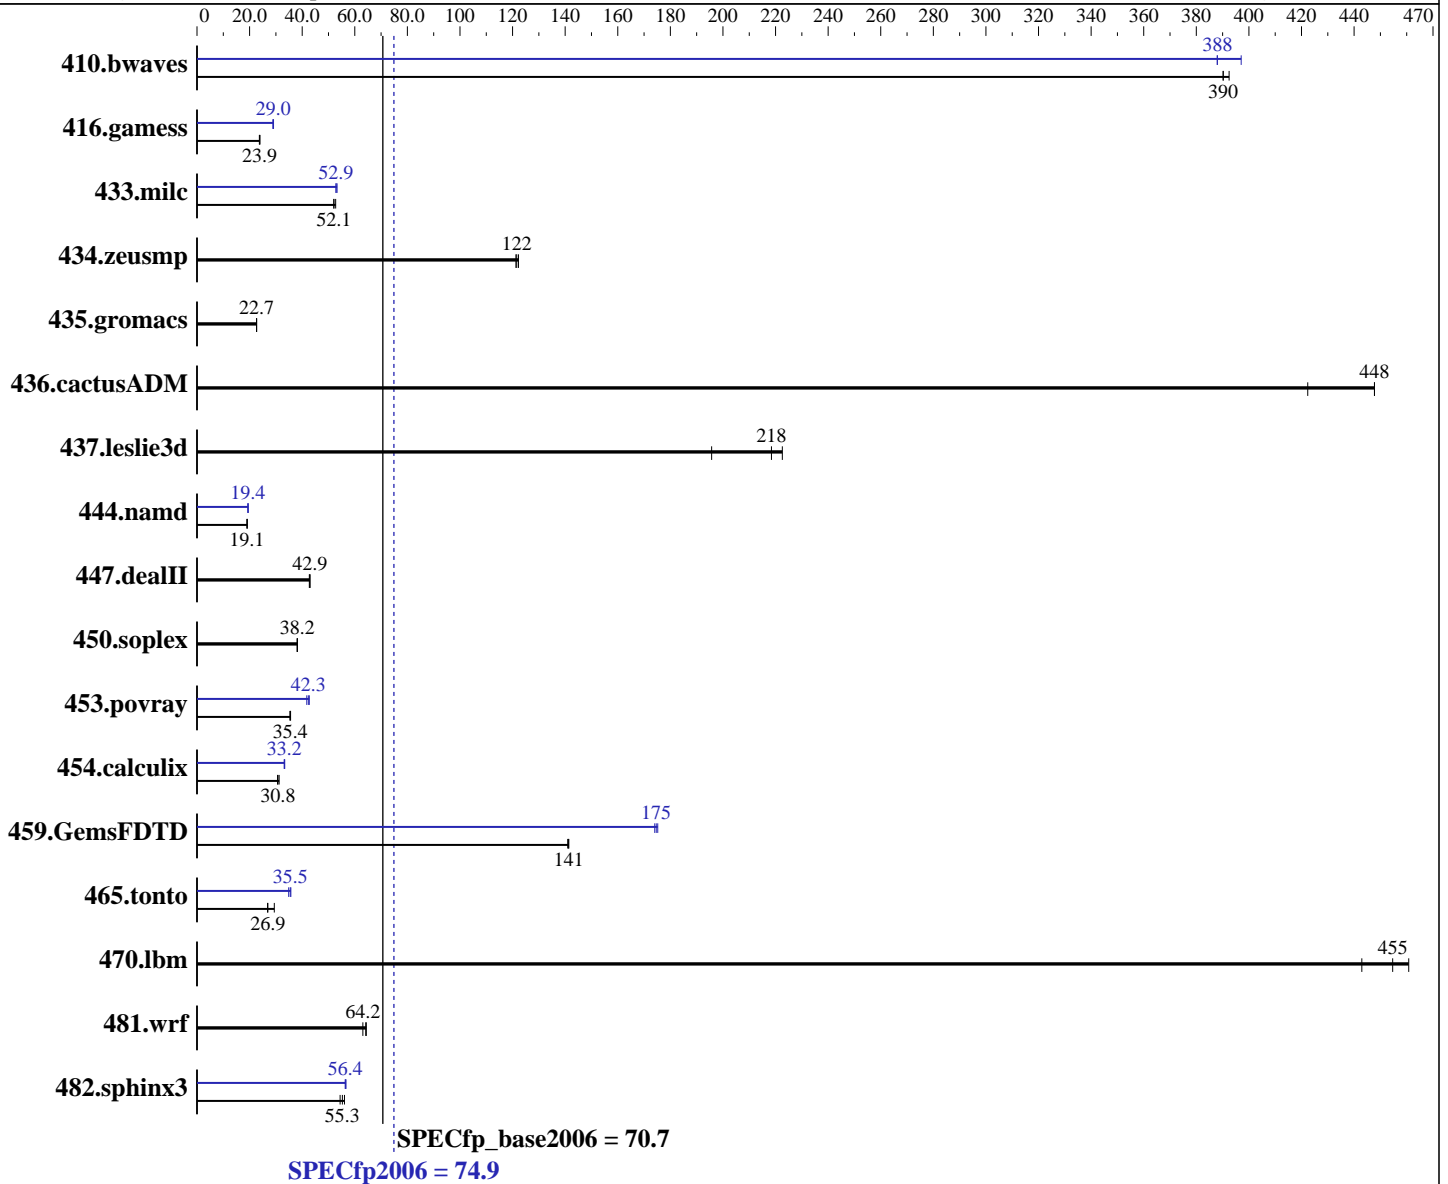 0 20.0 40.0 60.0 80.0 100 120 140 160 180 200 220 240 260 280 300 320 340 360 380 400 420 440 470
388
410.bwaves
390
29.0
416.gamess
23.9
52.9
433.milc
52.1
122
434.zeusmp
22.7
435.gromacs
448
436.cactusADM
218
437.leslie3d
19.4
444.namd
19.1
42.9
447.dealII
38.2
450.soplex
42.3
453.povray
35.4
33.2
454.calculix
30.8
175
459.GemsFDTD
141
35.5
465.tonto
26.9
455
470.lbm
64.2
481.wrf
56.4
482.sphinx3
55.3
SPECfp_base2006 = 70.7
SPECfp2006 = 74.9